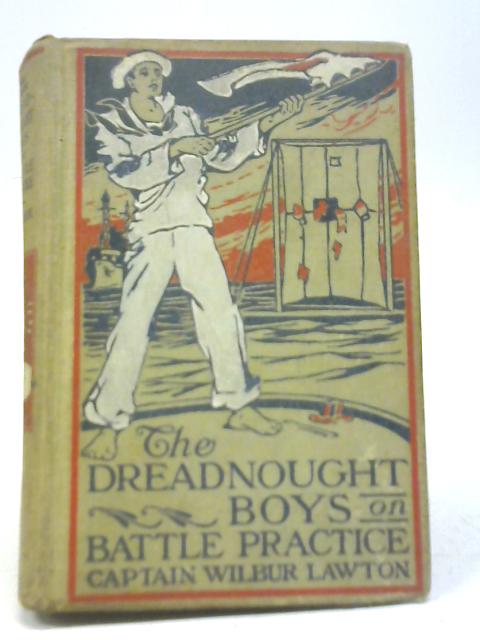 The
DREADNOUGHT
BOYS on
BATTLE PRACTICE
CAPTAIN WILBUR LAWTON